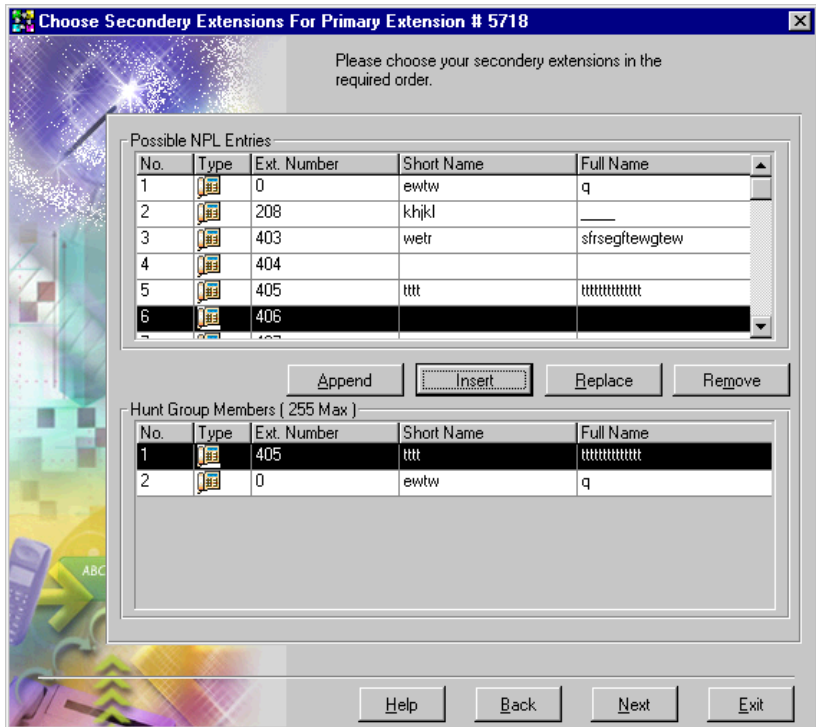 Choose Secondery Extensions For Primary Extension # 5718
Please choose your secondery extensions in the
required order.
Possible NPL Entries
No. Type Ext. Number Short Name Full Name
1 0 ewtw q
2 208 khjkl ____
3 403 wetr sfrsegftewgtew
4 404
5 405 tttt ttttttttttttt
6 406
Append Insert Replace Remove
Hunt Group Members ( 255 Max )
No. Type Ext. Number Short Name Full Name
1 405 tttt ttttttttttttt
2 0 ewtw q
ABC
Help Back Next Exit